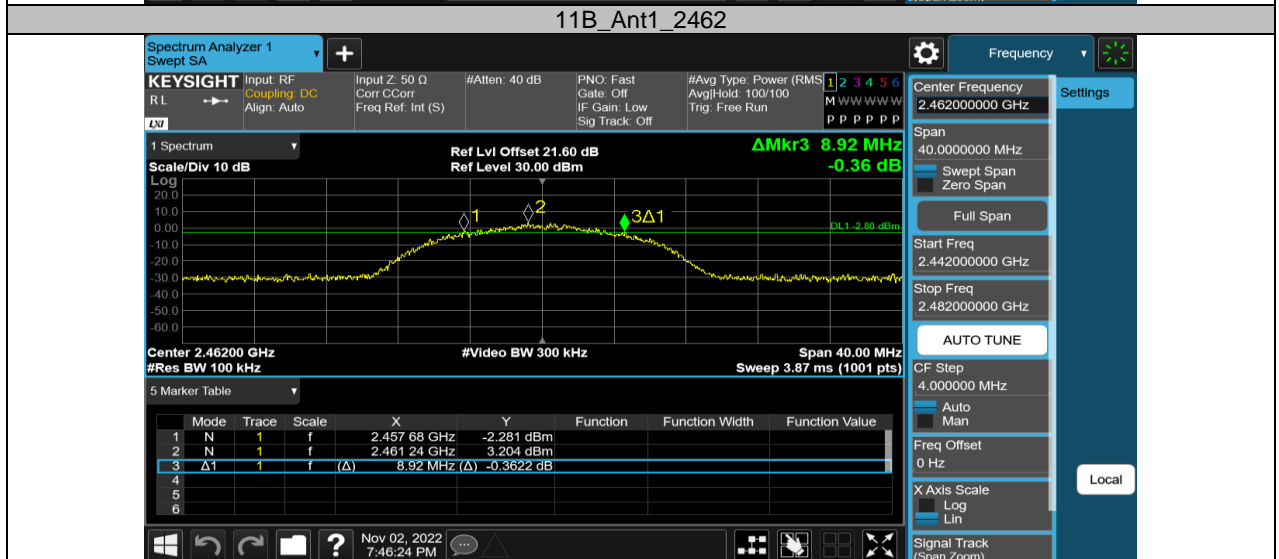 11B_Ant1_2462
Spectrum Analyzer 1
Swept SA
Frequency
KEYSIGHT
RL
LXI
Input: RF
Coupling: DC
Align: Auto
Input Z: 50 Ω
Corr CCorr
Freq Ref: Int (S)
#Atten: 40 dB
PNO: Fast
Gate: Off
IF Gain: Low
Sig Track: Off
#Avg Type: Power (RMS
Avg|Hold: 100/100
Trig: Free Run
1 2 3 4 5 6
M W W W W W
P P P P P P
Center Frequency
2.462000000 GHz
Settings
1 Spectrum
Scale/Div 10 dB
Ref Lvl Offset 21.60 dB
Ref Level 30.00 dBm
ΔMkr3 8.92 MHz
-0.36 dB
Log
20.0
10.0
0.00
-10.0
-20.0
-30.0
-40.0
-50.0
-60.0
1
2
3Δ1
DL1 -2.80 dBm
Center 2.46200 GHz
#Res BW 100 kHz
#Video BW 300 kHz
Span 40.00 MHz
Sweep 3.87 ms (1001 pts)
Span
40.0000000 MHz
Swept Span
Zero Span
Full Span
Start Freq
2.442000000 GHz
Stop Freq
2.482000000 GHz
AUTO TUNE
CF Step
4.000000 MHz
Auto
Man
Freq Offset
0 Hz
X Axis Scale
Log
Lin
Signal Track
(Span Zoom)
Local
5 Marker Table
Mode Trace Scale X Y Function Function Width Function Value
1 N 1 f 2.457 68 GHz -2.281 dBm
2 N 1 f 2.461 24 GHz 3.204 dBm
3 Δ1 1 f (Δ) 8.92 MHz (Δ) -0.3622 dB
4
5
6
?
Nov 02, 2022
7:46:24 PM